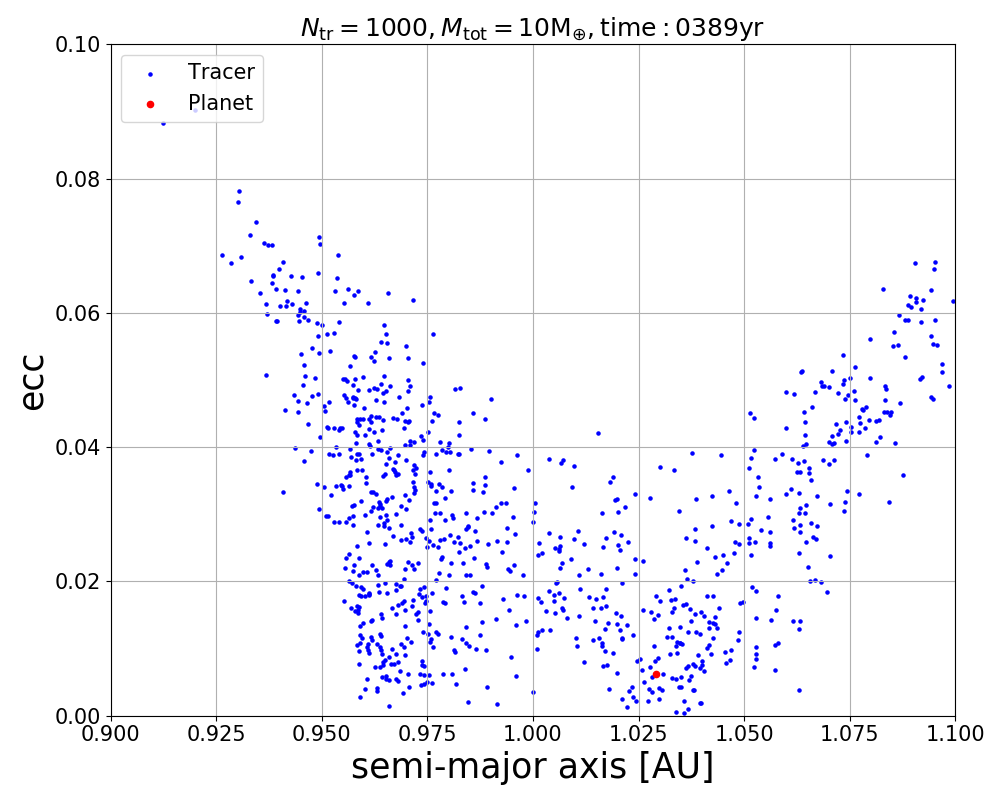 N_tr = 1000, M_tot = 10M_⊕, time : 0389yr
0.10
Tracer
Planet
0.08
0.06
ecc
0.04
0.02
0.00
0.900 0.925 0.950 0.975 1.000 1.025 1.050 1.075 1.100
semi-major axis [AU]